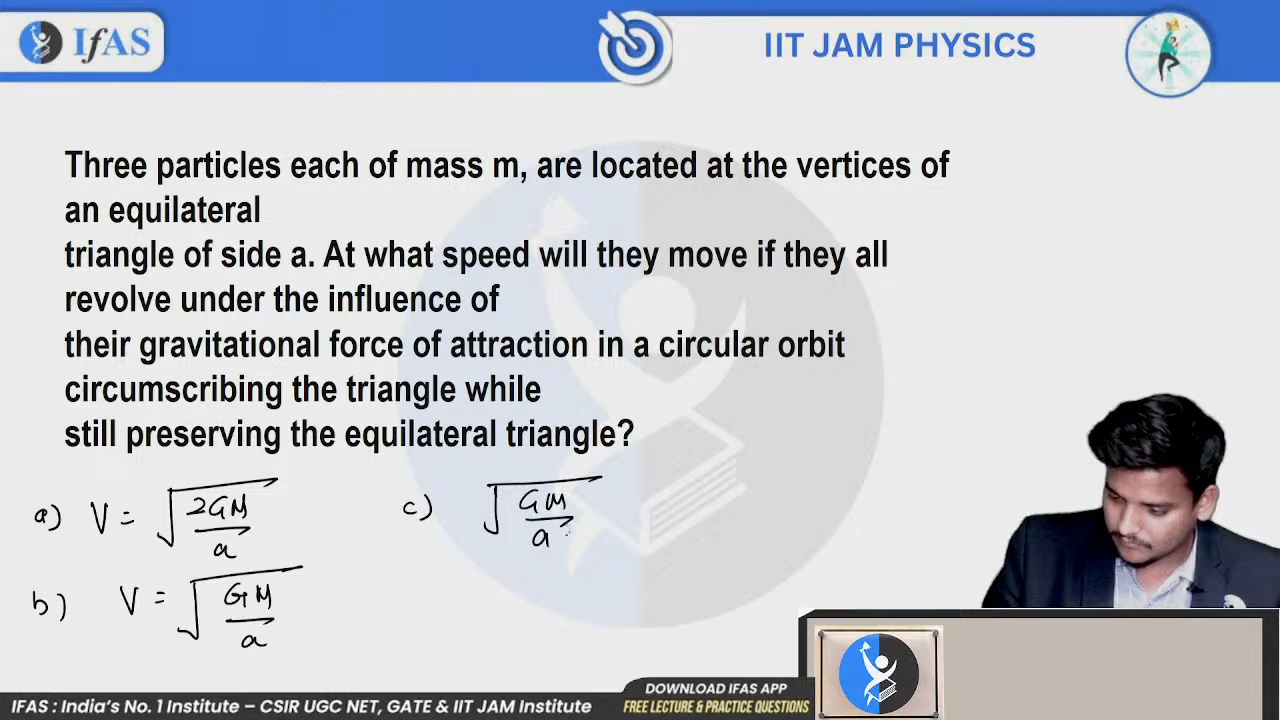 IfAS
IIT JAM PHYSICS
Three particles each of mass m, are located at the vertices of
an equilateral
triangle of side a. At what speed will they move if they all
revolve under the influence of
their gravitational force of attraction in a circular orbit
circumscribing the triangle while
still preserving the equilateral triangle?
a) V = √(2GM/a)
b) V = √(GM/a)
c) √(GM/a)
DOWNLOAD IFAS APP
FREE LECTURE & PRACTICE QUESTIONS
IFAS : India's No. 1 Institute – CSIR UGC NET, GATE & IIT JAM Institute